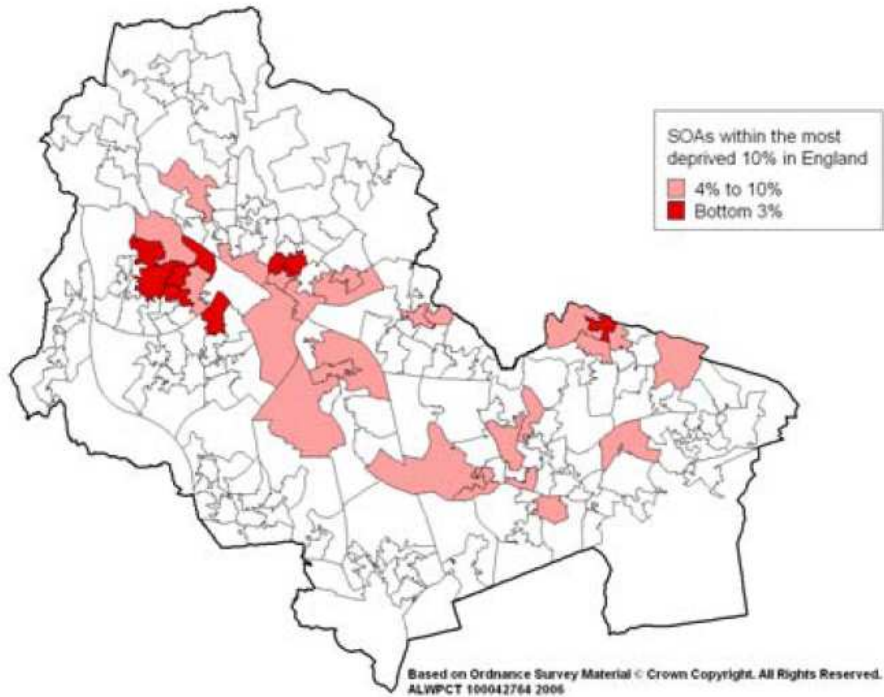 SOAs within the most
deprived 10% in England
4% to 10%
Bottom 3%
Based on Ordnance Survey Material © Crown Copyright. All Rights Reserved.
ALWPCT 100042764 2006